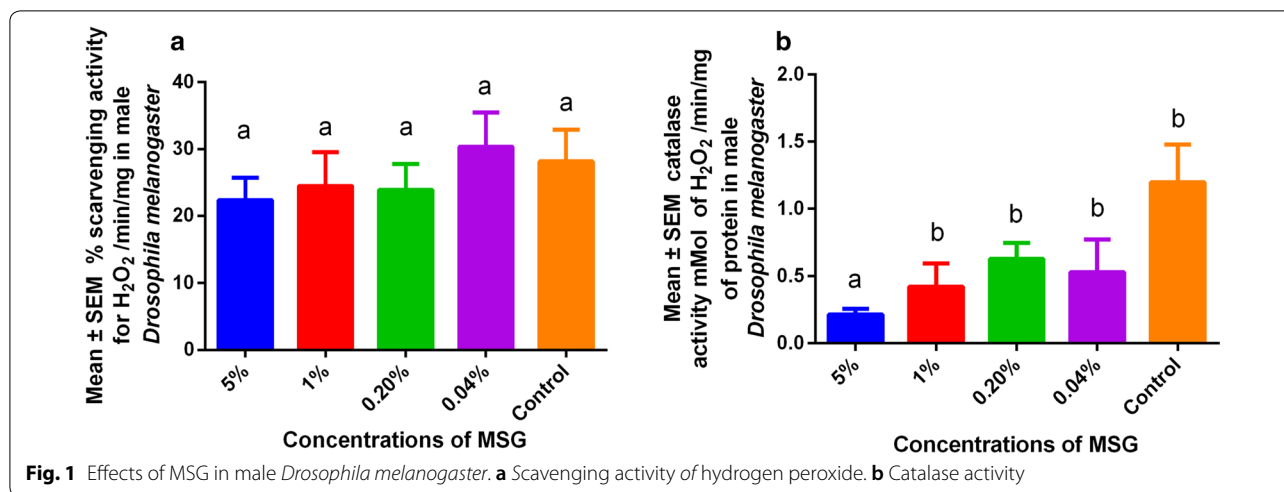 a
Mean ± SEM % scarvenging activity
for H₂O₂ /min/mg in male
Drosophila melanogaster
40
30
20
10
0
a
a
a
a
a
5%
1%
0.20%
0.04%
Control
Concentrations of MSG
b
Mean ± SEM catalase
activity mMol of H₂O₂ /min/mg
of protein in male
Drosophila melanogaster
2.0
1.5
1.0
0.5
0.0
a
b
b
b
b
5%
1%
0.20%
0.04%
Control
Concentrations of MSG
Fig. 1 Effects of MSG in male Drosophila melanogaster. a Scavenging activity of hydrogen peroxide. b Catalase activity